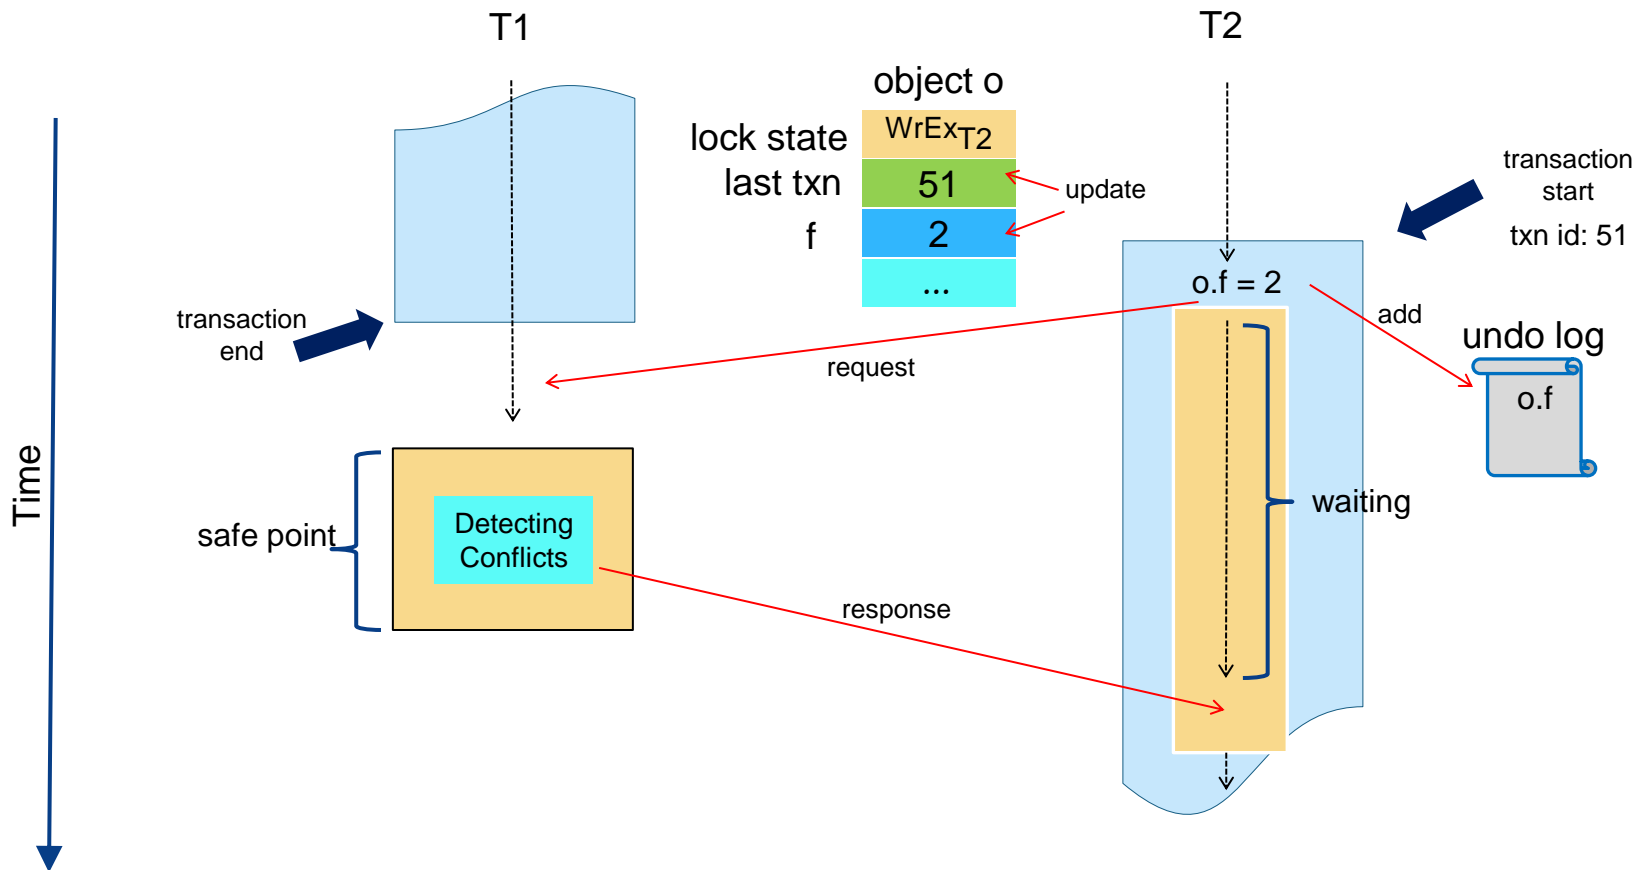 T1
T2
object o
lock state
WrEx_T2
last txn
51
update
f
2
...
transaction
start
txn id: 51
o.f = 2
transaction
end
request
add
undo log
o.f
Time
safe point
Detecting
Conflicts
waiting
response